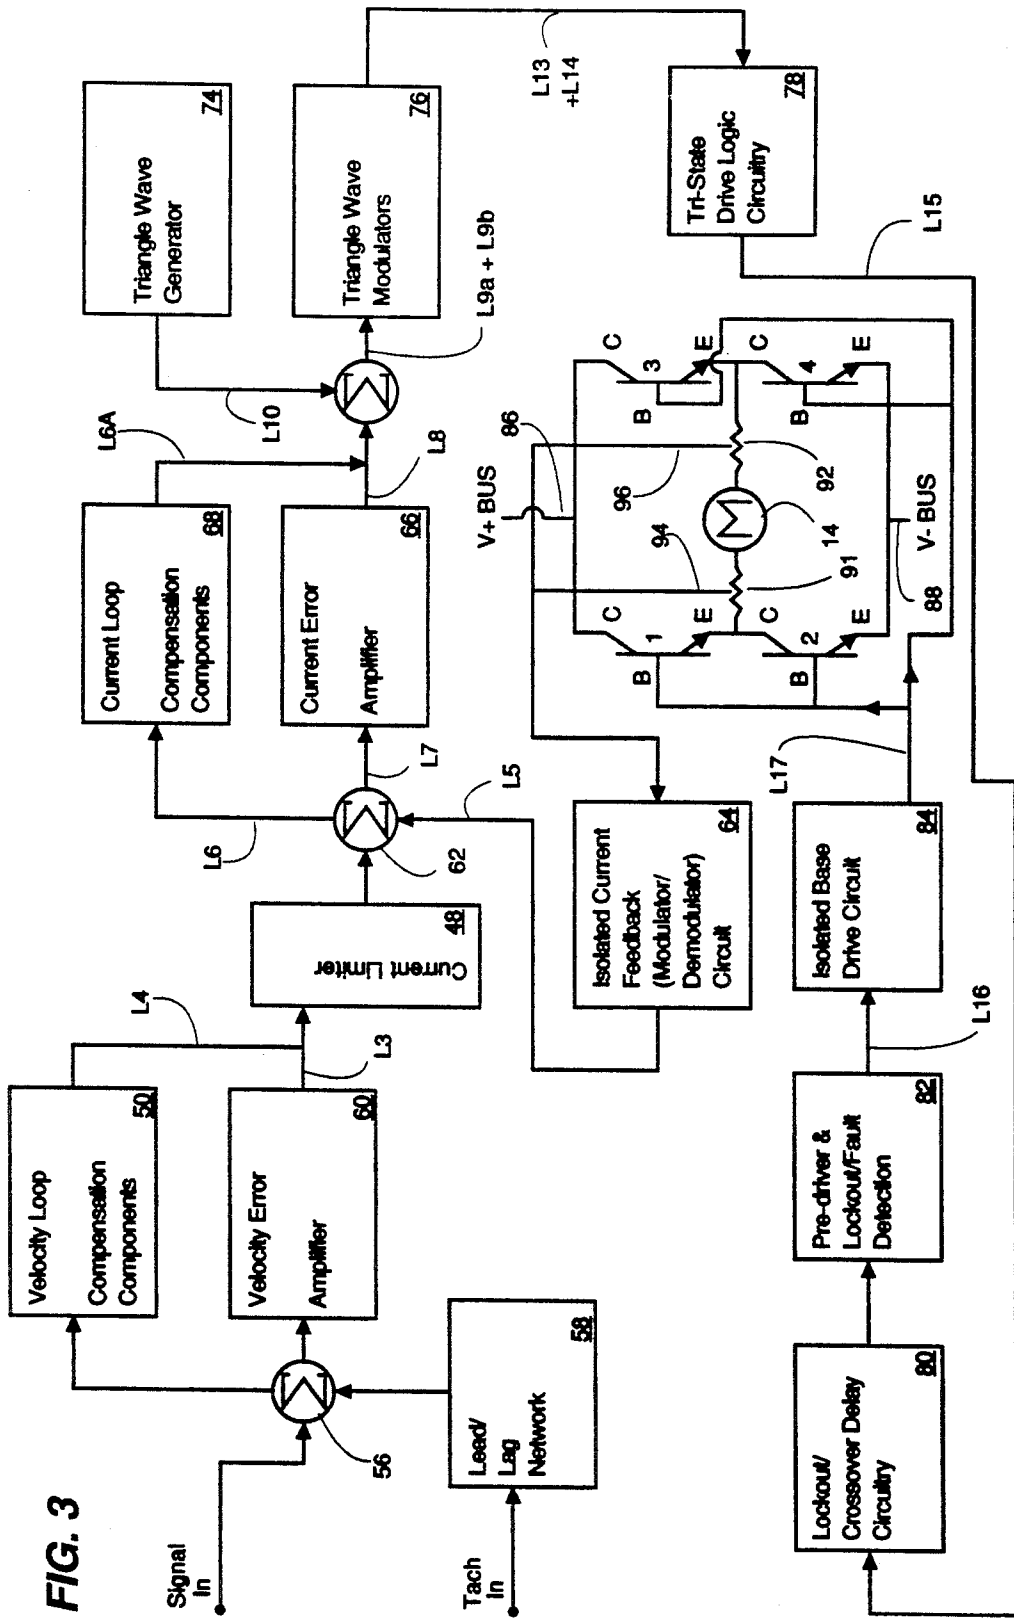 FIG. 3
Signal
In
Tach
In
56
Lead/
Lag
Network
58
Velocity Loop
Compensation
Components
50
Velocity Error
Amplifier
60
L4
L3
Current Limiter
48
62
L6
L7
L5
Current Loop
Compensation
Components
68
Current Error
Amplifier
66
L6A
L8
L10
L9a + L9b
Triangle Wave
Generator
74
Triangle Wave
Modulators
76
L13
+L14
Tri-State
Drive Logic
Circuitry
78
L15
Isolated Current
Feedback
(Modulator/
Demodulator)
Circuit
64
V+ BUS
86
94
96
C
1
B
E
C
2
B
E
C
3
B
E
C
4
B
E
91
14
92
88
V- BUS
Lockout/
Crossover Delay
Circuitry
80
Pre-driver &
Lockout/Fault
Detection
82
L16
Isolated Base
Drive Circuit
84
L17